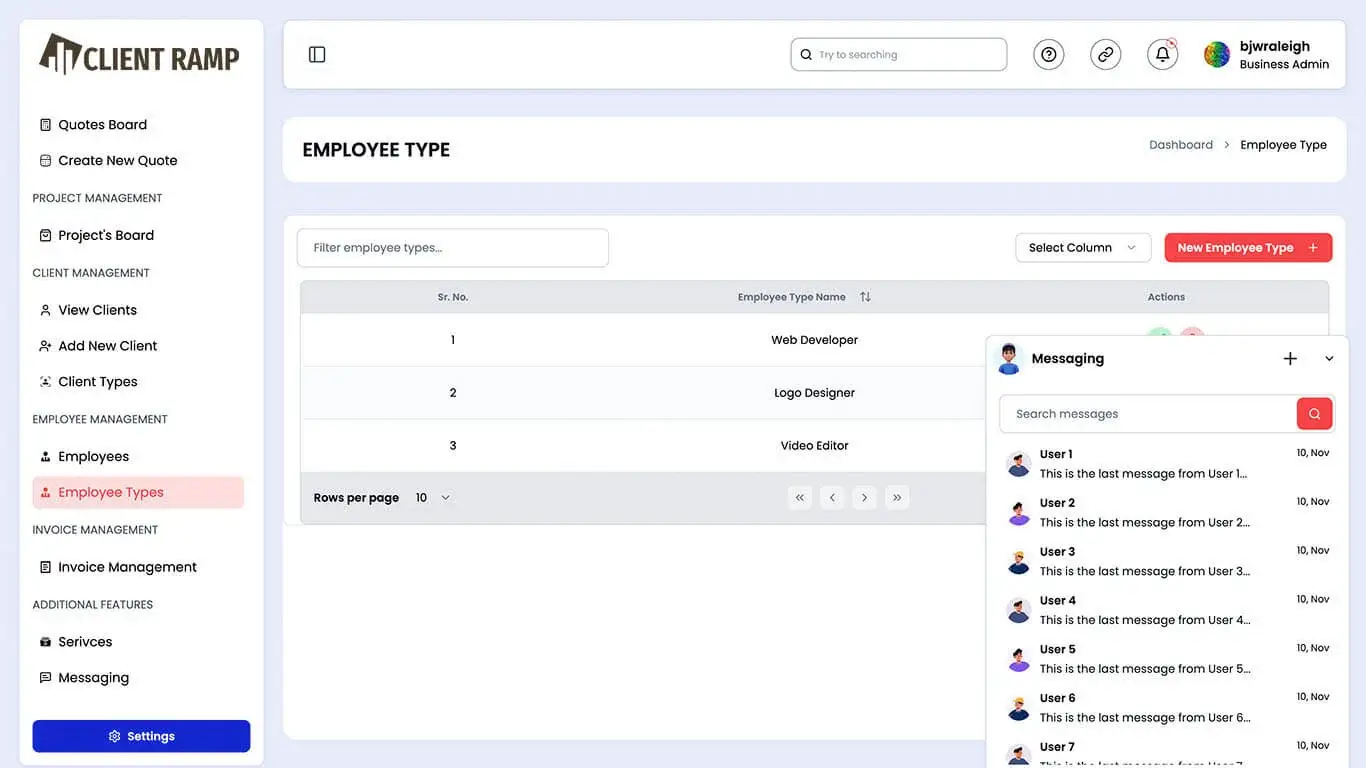 CLIENT RAMP
Quotes Board
Create New Quote
PROJECT MANAGEMENT
Project's Board
CLIENT MANAGEMENT
View Clients
Add New Client
Client Types
EMPLOYEE MANAGEMENT
Employees
Employee Types
INVOICE MANAGEMENT
Invoice Management
ADDITIONAL FEATURES
Serivces
Messaging
Settings
Try to searching
bjwraleigh
Business Admin
EMPLOYEE TYPE
Dashboard > Employee Type
Filter employee types...
Select Column
New Employee Type +
Sr. No. Employee Type Name Actions
1 Web Developer
2 Logo Designer
3 Video Editor
Rows per page 10
Messaging
Search messages
User 1 10, Nov
This is the last message from User 1...
User 2 10, Nov
This is the last message from User 2...
User 3 10, Nov
This is the last message from User 3...
User 4 10, Nov
This is the last message from User 4...
User 5 10, Nov
This is the last message from User 5...
User 6 10, Nov
This is the last message from User 6...
User 7 10, Nov